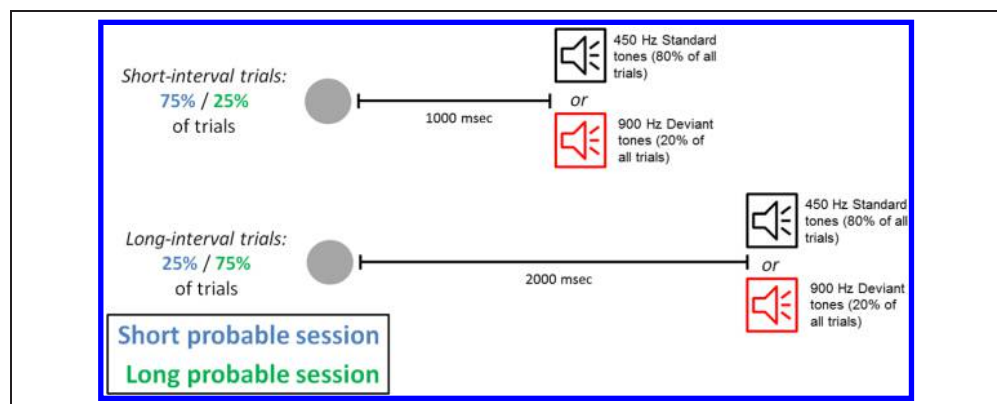 Short-interval trials:
75% / 25%
of trials
1000 msec
450 Hz Standard
tones (80% of all
trials)
or
900 Hz Deviant
tones (20% of
all trials)
Long-interval trials:
25% / 75%
of trials
2000 msec
450 Hz Standard
tones (80% of all
trials)
or
900 Hz Deviant
tones (20% of
all trials)
Short probable session
Long probable session